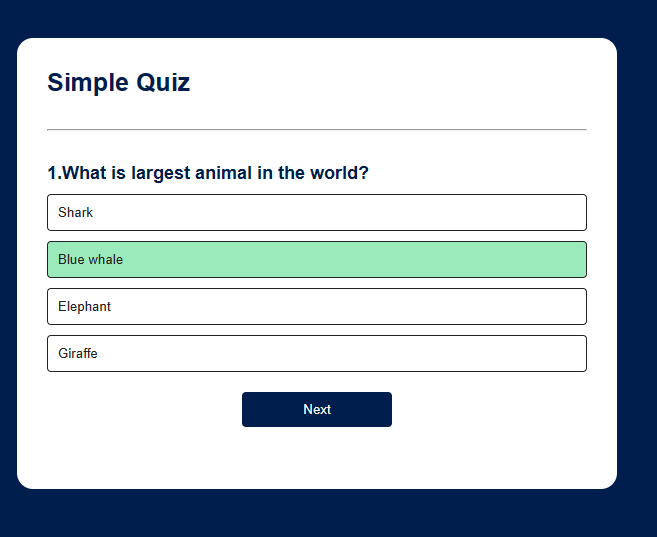 Simple Quiz
1.What is largest animal in the world?
Shark
Blue whale
Elephant
Giraffe
Next